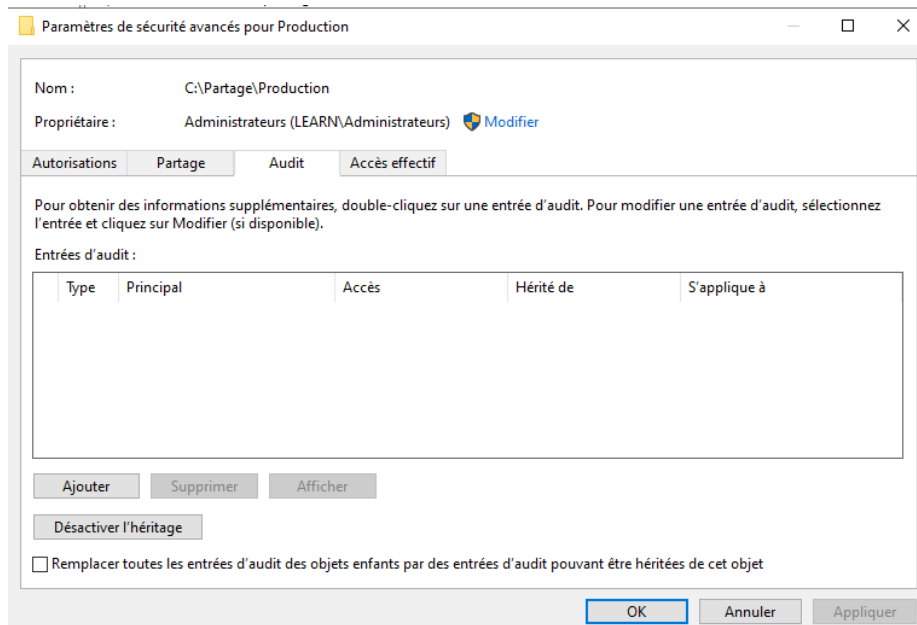 Paramètres de sécurité avancés pour Production
Nom : C:\Partage\Production
Propriétaire : Administrateurs (LEARN\Administrateurs) Modifier
Autorisations Partage Audit Accès effectif
Pour obtenir des informations supplémentaires, double-cliquez sur une entrée d'audit. Pour modifier une entrée d'audit, sélectionnez
l'entrée et cliquez sur Modifier (si disponible).
Entrées d'audit :
Type Principal Accès Hérité de S'applique à
Ajouter Supprimer Afficher
Désactiver l'héritage
Remplacer toutes les entrées d'audit des objets enfants par des entrées d'audit pouvant être héritées de cet objet
OK Annuler Appliquer